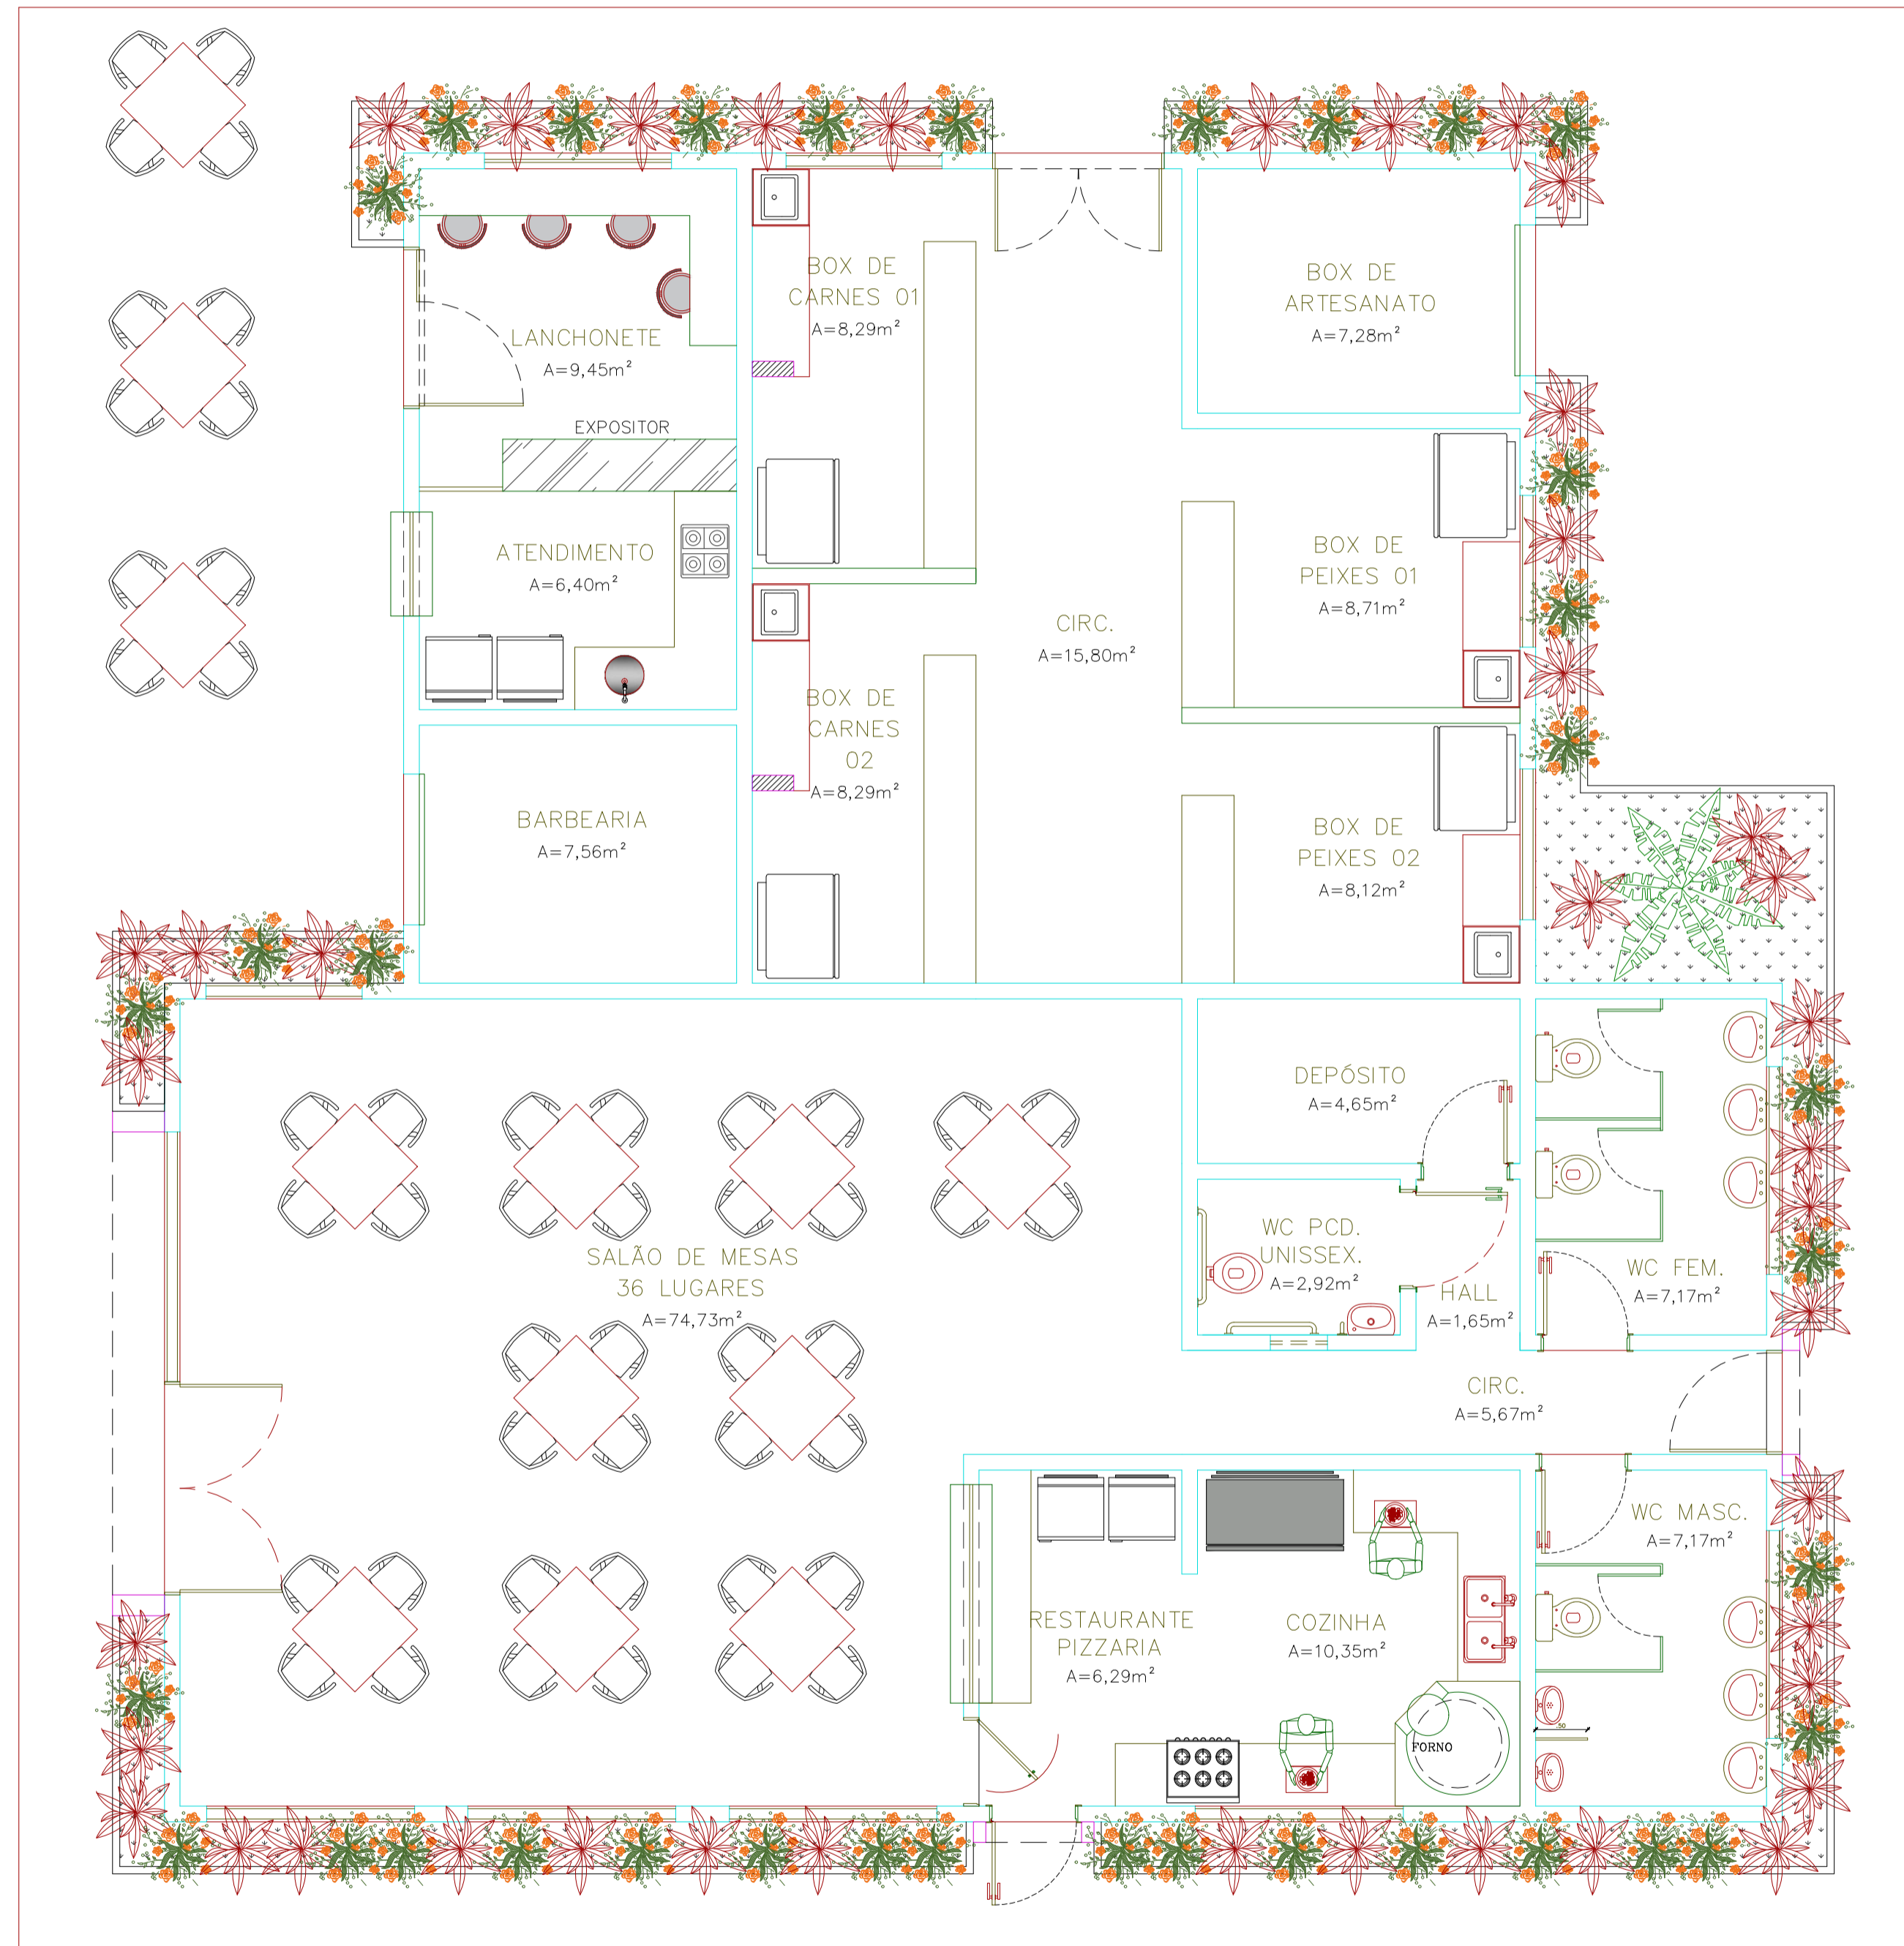 BOX DE
CARNES 01
A=8,29m²
BOX DE
ARTESANATO
A=7,28m²
LANCHONETE
A=9,45m²
EXPOSITOR
ATENDIMENTO
A=6,40m²
BOX DE
PEIXES 01
A=8,71m²
CIRC.
A=15,80m²
BOX DE
CARNES
02
A=8,29m²
BARBEARIA
A=7,56m²
BOX DE
PEIXES 02
A=8,12m²
DEPÓSITO
A=4,65m²
WC PCD.
UNISSEX.
A=2,92m²
HALL
A=1,65m²
WC FEM.
A=7,17m²
SALÃO DE MESAS
36 LUGARES
A=74,73m²
CIRC.
A=5,67m²
WC MASC.
A=7,17m²
RESTAURANTE
PIZZARIA
A=6,29m²
COZINHA
A=10,35m²
FORNO
.50